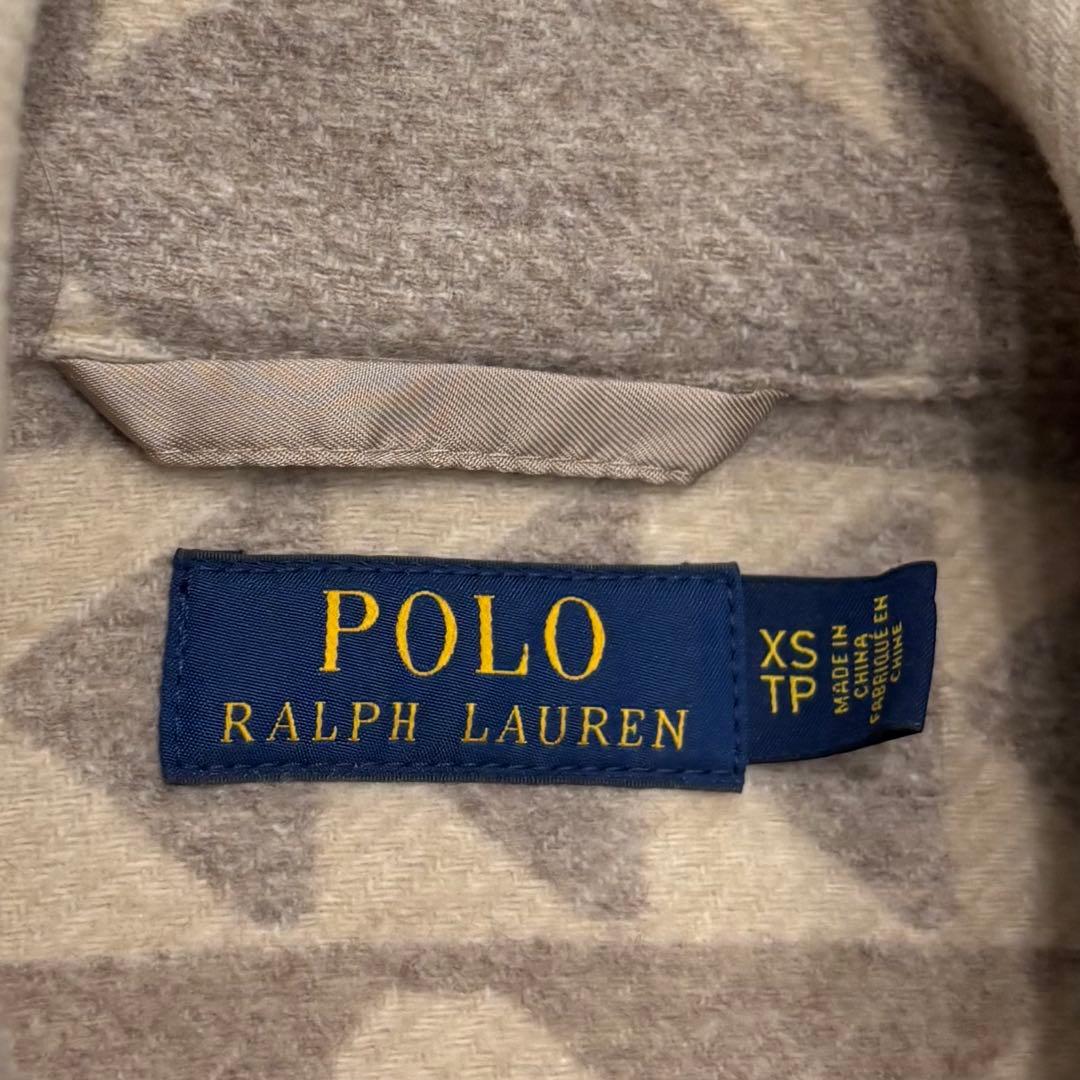 POLO
RALPH LAUREN
XS
TP
MADE IN
CHINA
FABRIQUÉ EN
CHINE